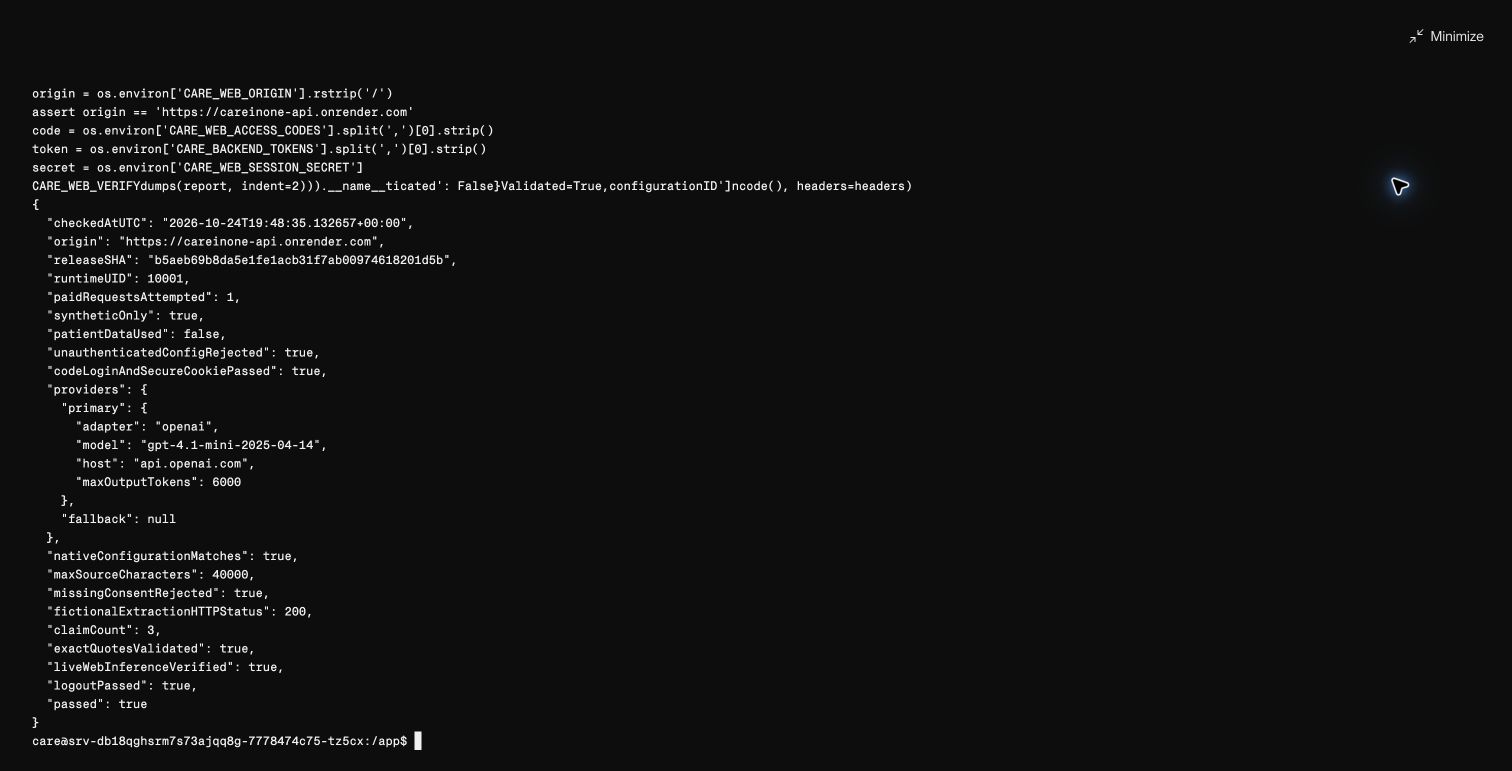 Minimize
origin = os.environ['CARE_WEB_ORIGIN'].rstrip('/')
assert origin == 'https://careinone-api.onrender.com'
code = os.environ['CARE_WEB_ACCESS_CODES'].split(',')[0].strip()
token = os.environ['CARE_BACKEND_TOKENS'].split(',')[0].strip()
secret = os.environ['CARE_WEB_SESSION_SECRET']
CARE_WEB_VERIFYdumps(report, indent=2))).__name__ticated': False}Validated=True,configurationID']ncode(), headers=headers)
{
  "checkedAtUTC": "2026-10-24T19:48:35.132657+00:00",
  "origin": "https://careinone-api.onrender.com",
  "releaseSHA": "b5aeb69b8da5e1fe1acb31f7ab00974618201d5b",
  "runtimeUID": 10001,
  "paidRequestsAttempted": 1,
  "syntheticOnly": true,
  "patientDataUsed": false,
  "unauthenticatedConfigRejected": true,
  "codeLoginAndSecureCookiePassed": true,
  "providers": {
    "primary": {
      "adapter": "openai",
      "model": "gpt-4.1-mini-2025-04-14",
      "host": "api.openai.com",
      "maxOutputTokens": 6000
    },
    "fallback": null
  },
  "nativeConfigurationMatches": true,
  "maxSourceCharacters": 40000,
  "missingConsentRejected": true,
  "fictionalExtractionHTTPStatus": 200,
  "claimCount": 3,
  "exactQuotesValidated": true,
  "liveWebInferenceVerified": true,
  "logoutPassed": true,
  "passed": true
}
care@srv-db18qghsrm7s73ajqq8g-7778474c75-tz5cx:/app$